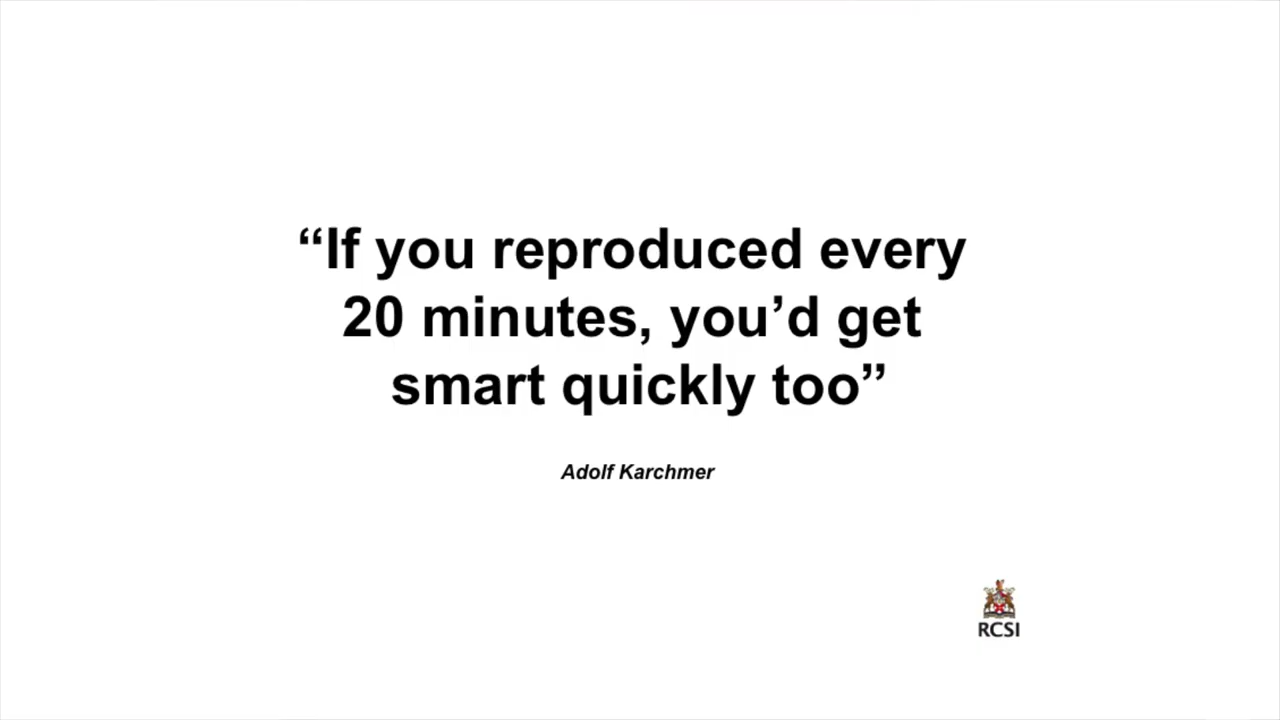 “If you reproduced every
20 minutes, you’d get
smart quickly too”
Adolf Karchmer
RCSI